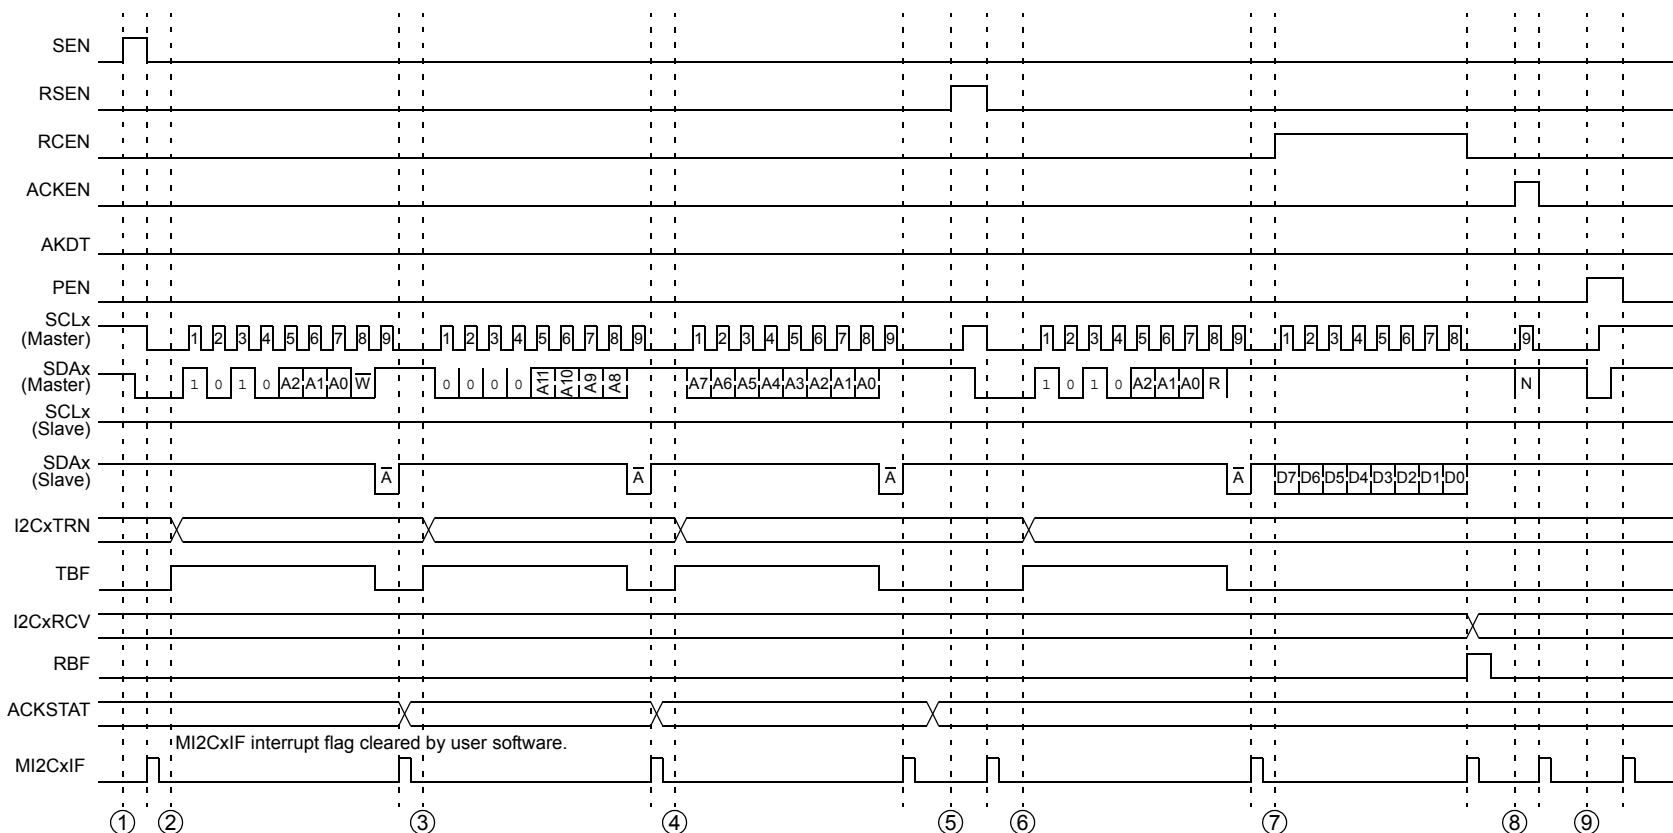 SEN
RSEN
RCEN
ACKEN
AKDT
PEN
SCLx
(Master)
1 2 3 4 5 6 7 8 9 1 2 3 4 5 6 7 8 9 1 2 3 4 5 6 7 8 9 1 2 3 4 5 6 7 8 9 1 2 3 4 5 6 7 8 9
SDAx
(Master)
1 0 1 0 A2 A1 A0 W̅ 0 0 0 0 A11 A10 A9 A8 A7 A6 A5 A4 A3 A2 A1 A0 1 0 1 0 A2 A1 A0 R N
SCLx
(Slave)
SDAx
(Slave)
A̅ A̅ A̅ A̅ D7 D6 D5 D4 D3 D2 D1 D0
I2CxTRN
TBF
I2CxRCV
RBF
ACKSTAT
MI2CxIF interrupt flag cleared by user software.
MI2CxIF
① ② ③ ④ ⑤ ⑥ ⑦ ⑧ ⑨